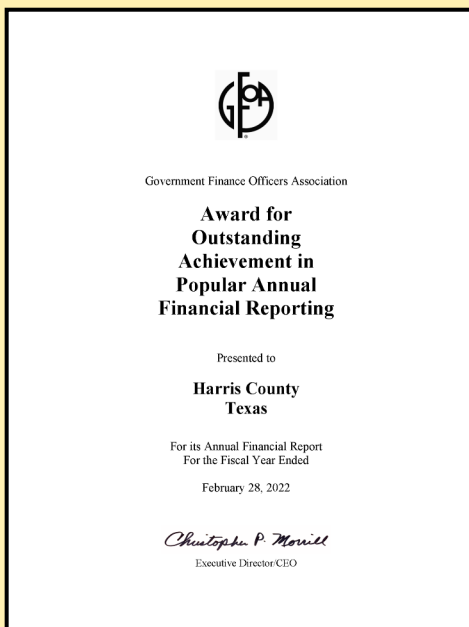 GFOA
Government Finance Officers Association
Award for
Outstanding
Achievement in
Popular Annual
Financial Reporting
Presented to
Harris County
Texas
For its Annual Financial Report
For the Fiscal Year Ended
February 28, 2022
Christopher P. Morrill
Executive Director/CEO